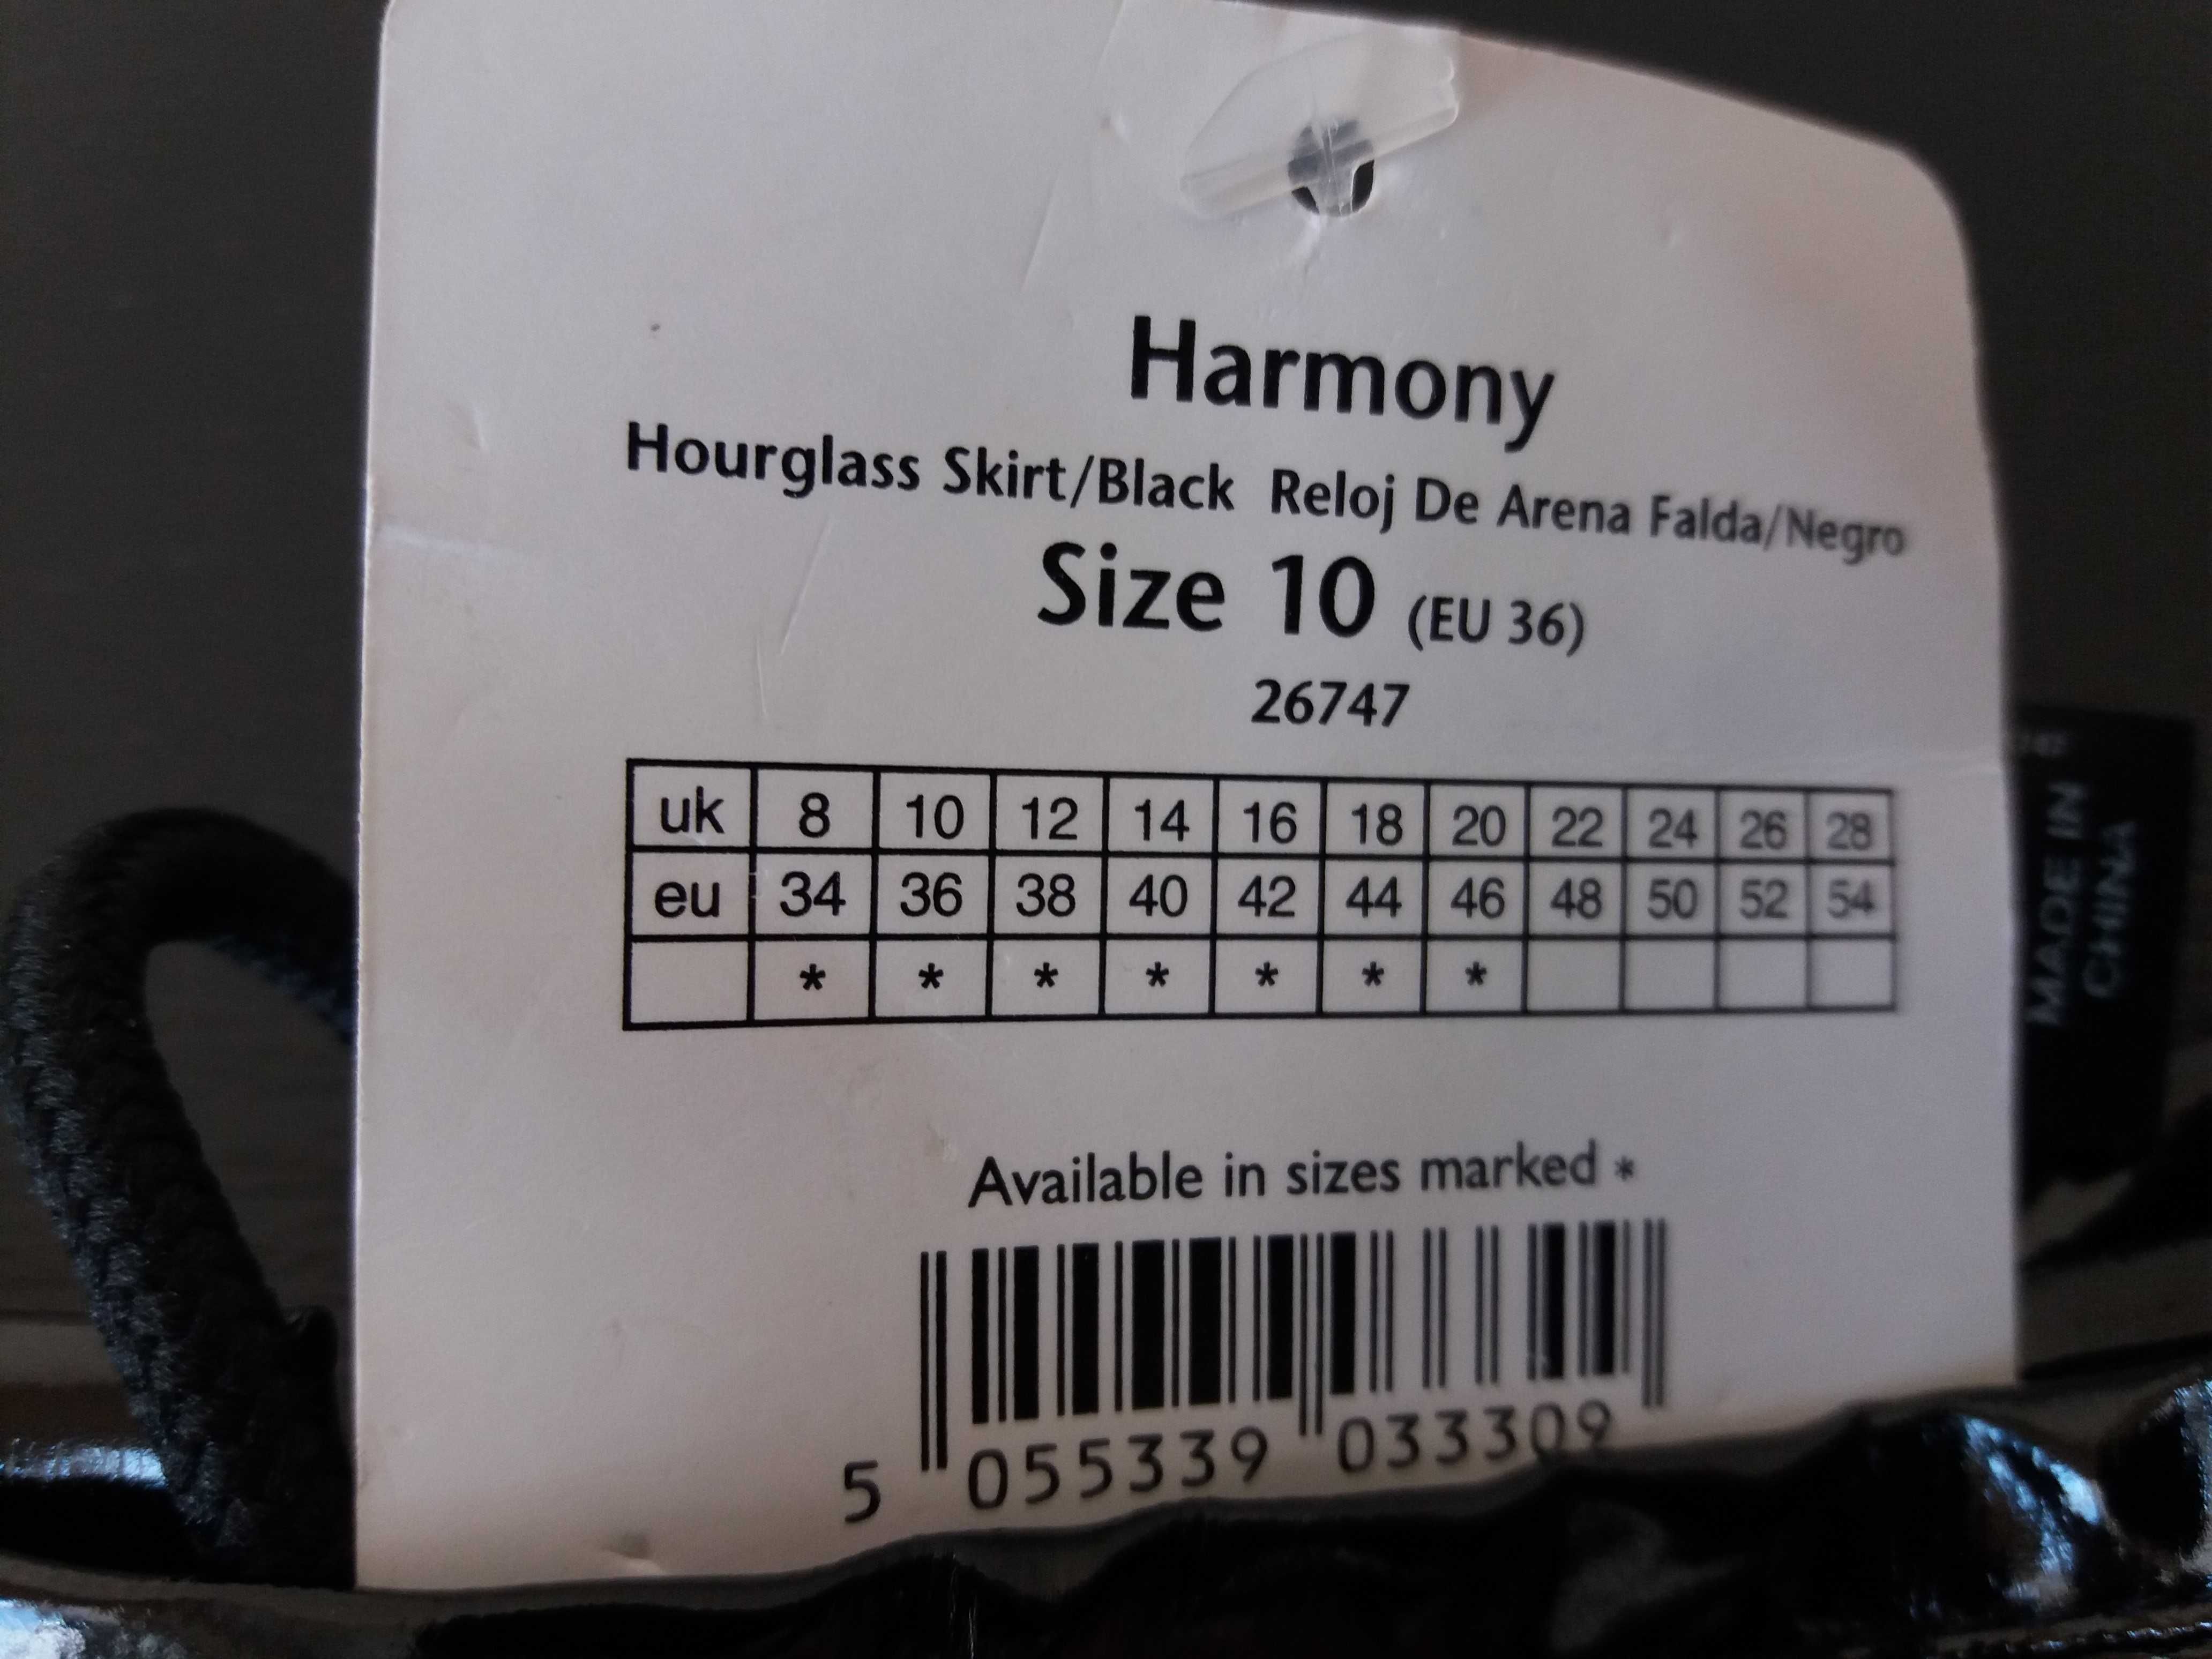 Harmony
Hourglass Skirt/Black Reloj De Arena Falda/Negro
Size 10 (EU 36)
26747
uk 8 10 12 14 16 18 20 22 24 26 28
eu 34 36 38 40 42 44 46 48 50 52 54
* * * * * * *
Available in sizes marked *
5 055339 033309
MADE IN
CHINA